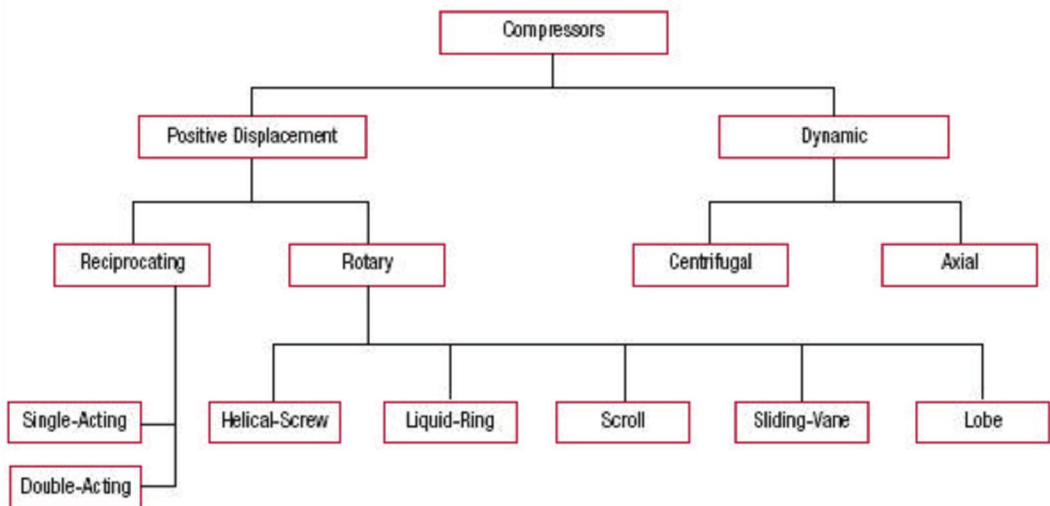 Compressors
Positive Displacement
Dynamic
Reciprocating
Rotary
Centrifugal
Axial
Single-Acting
Helical-Screw
Liquid-Ring
Scroll
Sliding-Vane
Lobe
Double-Acting